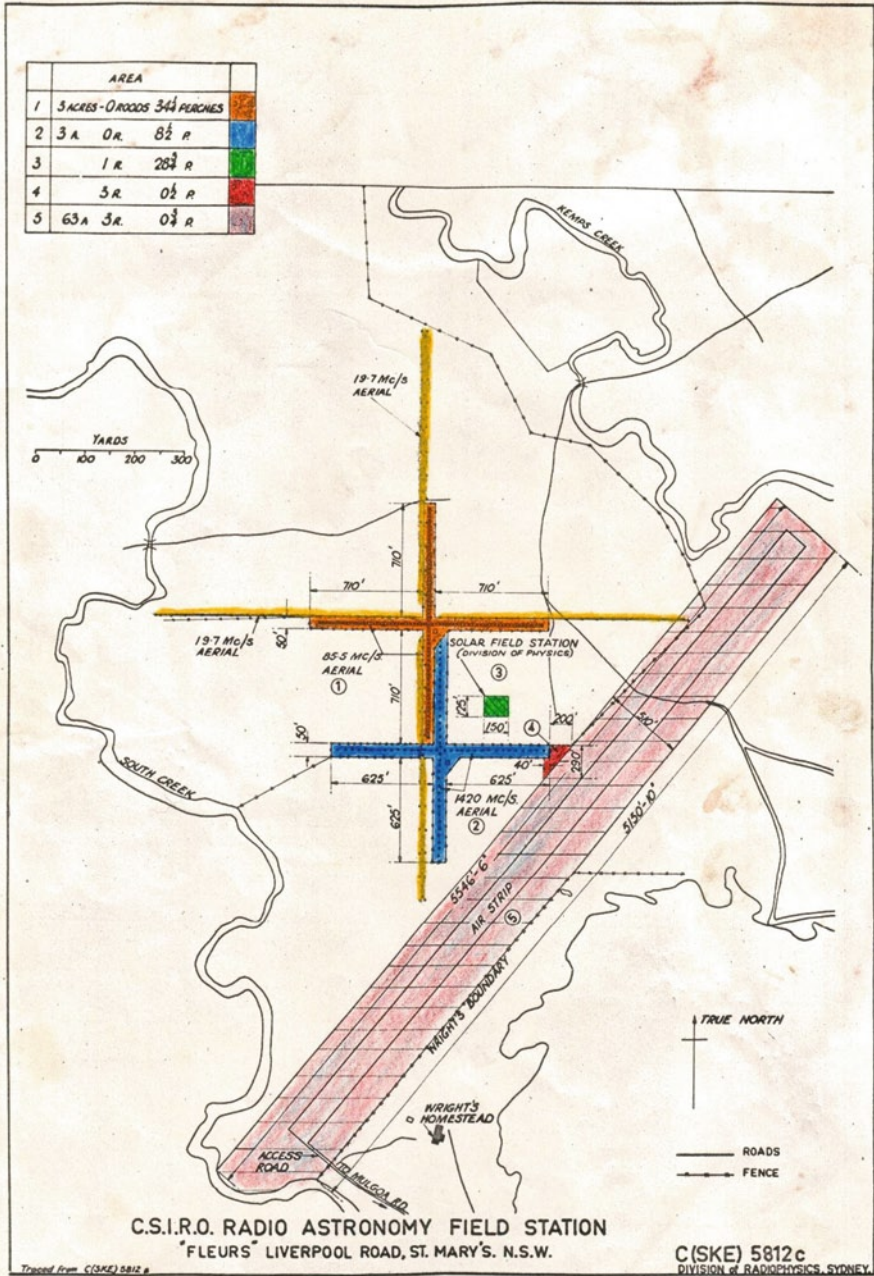 AREA
1 3 ACRES - 0 ROODS 34¼ PERCHES
2 3 A. 0 R. 8½ P.
3 1 R. 28¾ P.
4 3 R. 0½ P.
5 63 A. 3 R. 0¾ P.
KEMPS CREEK
19·7 Mc/s
AERIAL
YARDS
0 100 200 300
710'
710'
710'
19·7 Mc/s
AERIAL
50'
85·5 MC/S.
AERIAL
①
710'
SOLAR FIELD STATION
(DIVISION OF PHYSICS)
③
125'
150'
④
200'
510'
50'
40'
290'
625'
625'
625'
1420 MC/S.
AERIAL
②
SOUTH CREEK
5546'-6"
5150'-10"
AIR STRIP
⑤
WRIGHT'S BOUNDARY
TRUE NORTH
WRIGHT'S
HOMESTEAD
ACCESS
ROAD
TO MULGOA RD.
ROADS
FENCE
C.S.I.R.O. RADIO ASTRONOMY FIELD STATION
"FLEURS" LIVERPOOL ROAD, ST. MARY'S. N.S.W.
Traced from C(SKE) 5812
C(SKE) 5812c
DIVISION of RADIOPHYSICS, SYDNEY.